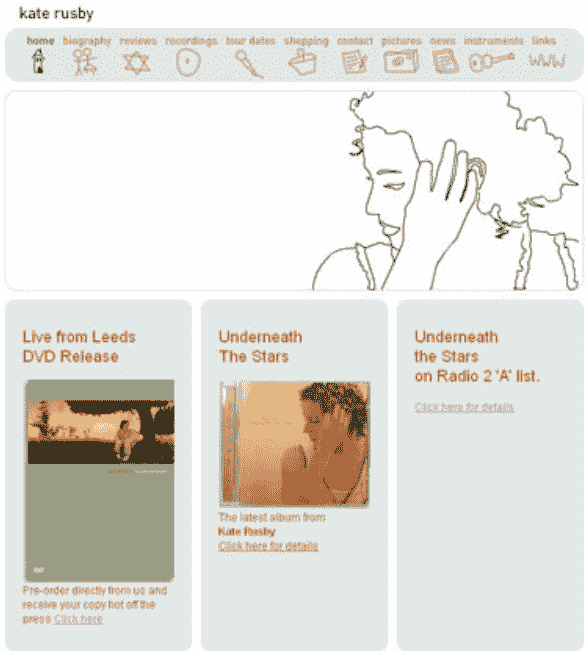 kate rusby
home biography reviews recordings tour dates shopping contact pictures news instruments links
www
Live from Leeds
DVD Release
Pre-order directly from us and
receive your copy hot off the
press Click here
Underneath
The Stars
The latest album from
Kate Rusby
Click here for details
Underneath
the Stars
on Radio 2 'A' list.
Click here for details